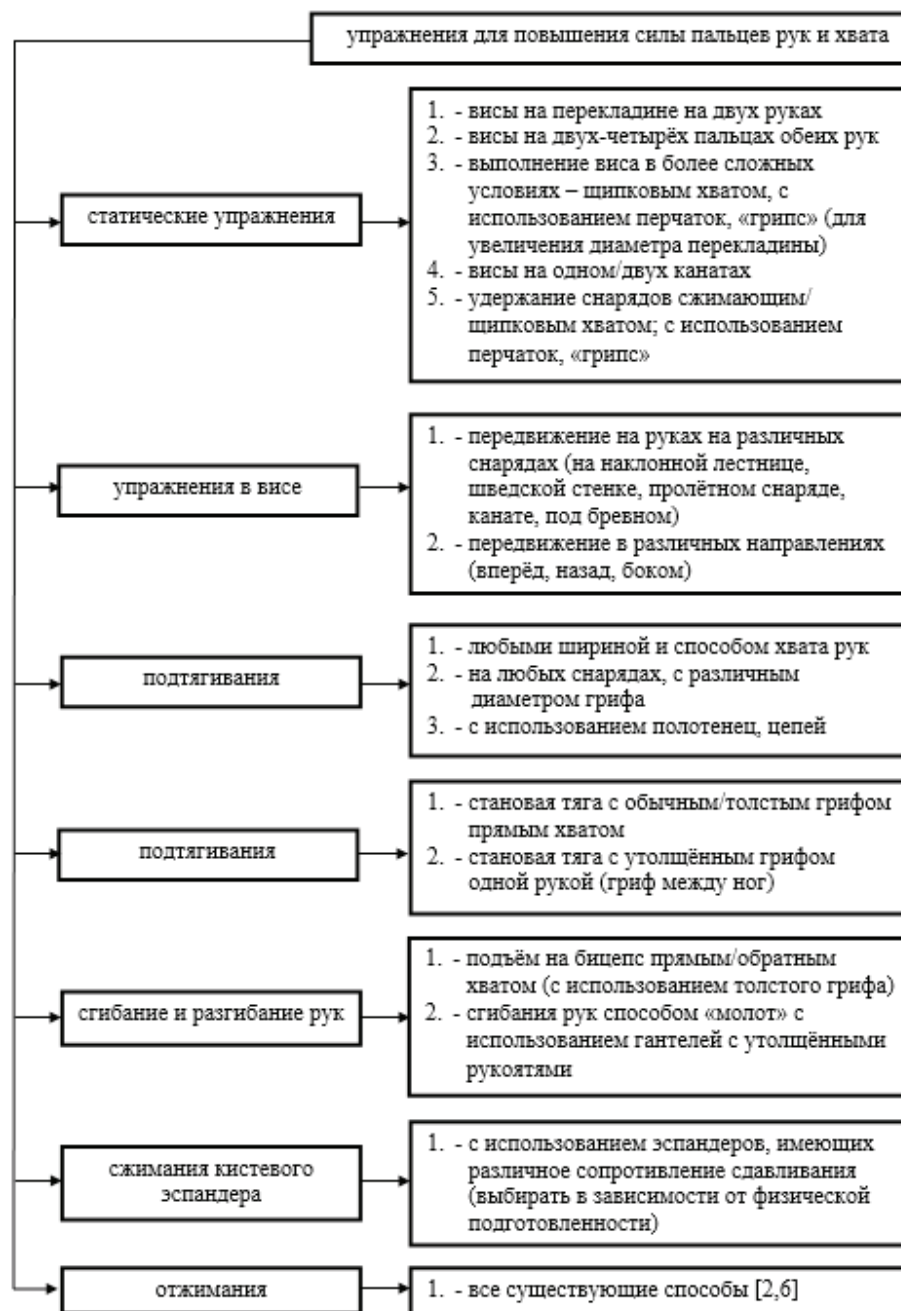 упражнения для повышения силы пальцев рук и хвата
статические упражнения
1. - висы на перекладине на двух руках
2. - висы на двух-четырёх пальцах обеих рук
3. - выполнение виса в более сложных
условиях – щипковым хватом, с
использованием перчаток, «грипс» (для
увеличения диаметра перекладины)
4. - висы на одном/двух канатах
5. - удержание снарядов сжимающим/
щипковым хватом; с использованием
перчаток, «грипс»
упражнения в висе
1. - передвижение на руках на различных
снарядах (на наклонной лестнице,
шведской стенке, пролётном снаряде,
канате, под бревном)
2. - передвижение в различных направлениях
(вперёд, назад, боком)
подтягивания
1. - любыми шириной и способом хвата рук
2. - на любых снарядах, с различным
диаметром грифа
3. - с использованием полотенец, цепей
подтягивания
1. - становая тяга с обычным/толстым грифом
прямым хватом
2. - становая тяга с утолщённым грифом
одной рукой (гриф между ног)
сгибание и разгибание рук
1. - подъём на бицепс прямым/обратным
хватом (с использованием толстого грифа)
2. - сгибания рук способом «молот» с
использованием гантелей с утолщёнными
рукоятями
сжимания кистевого
эспандера
1. - с использованием эспандеров, имеющих
различное сопротивление сдавливания
(выбирать в зависимости от физической
подготовленности)
отжимания
1. - все существующие способы [2,6]